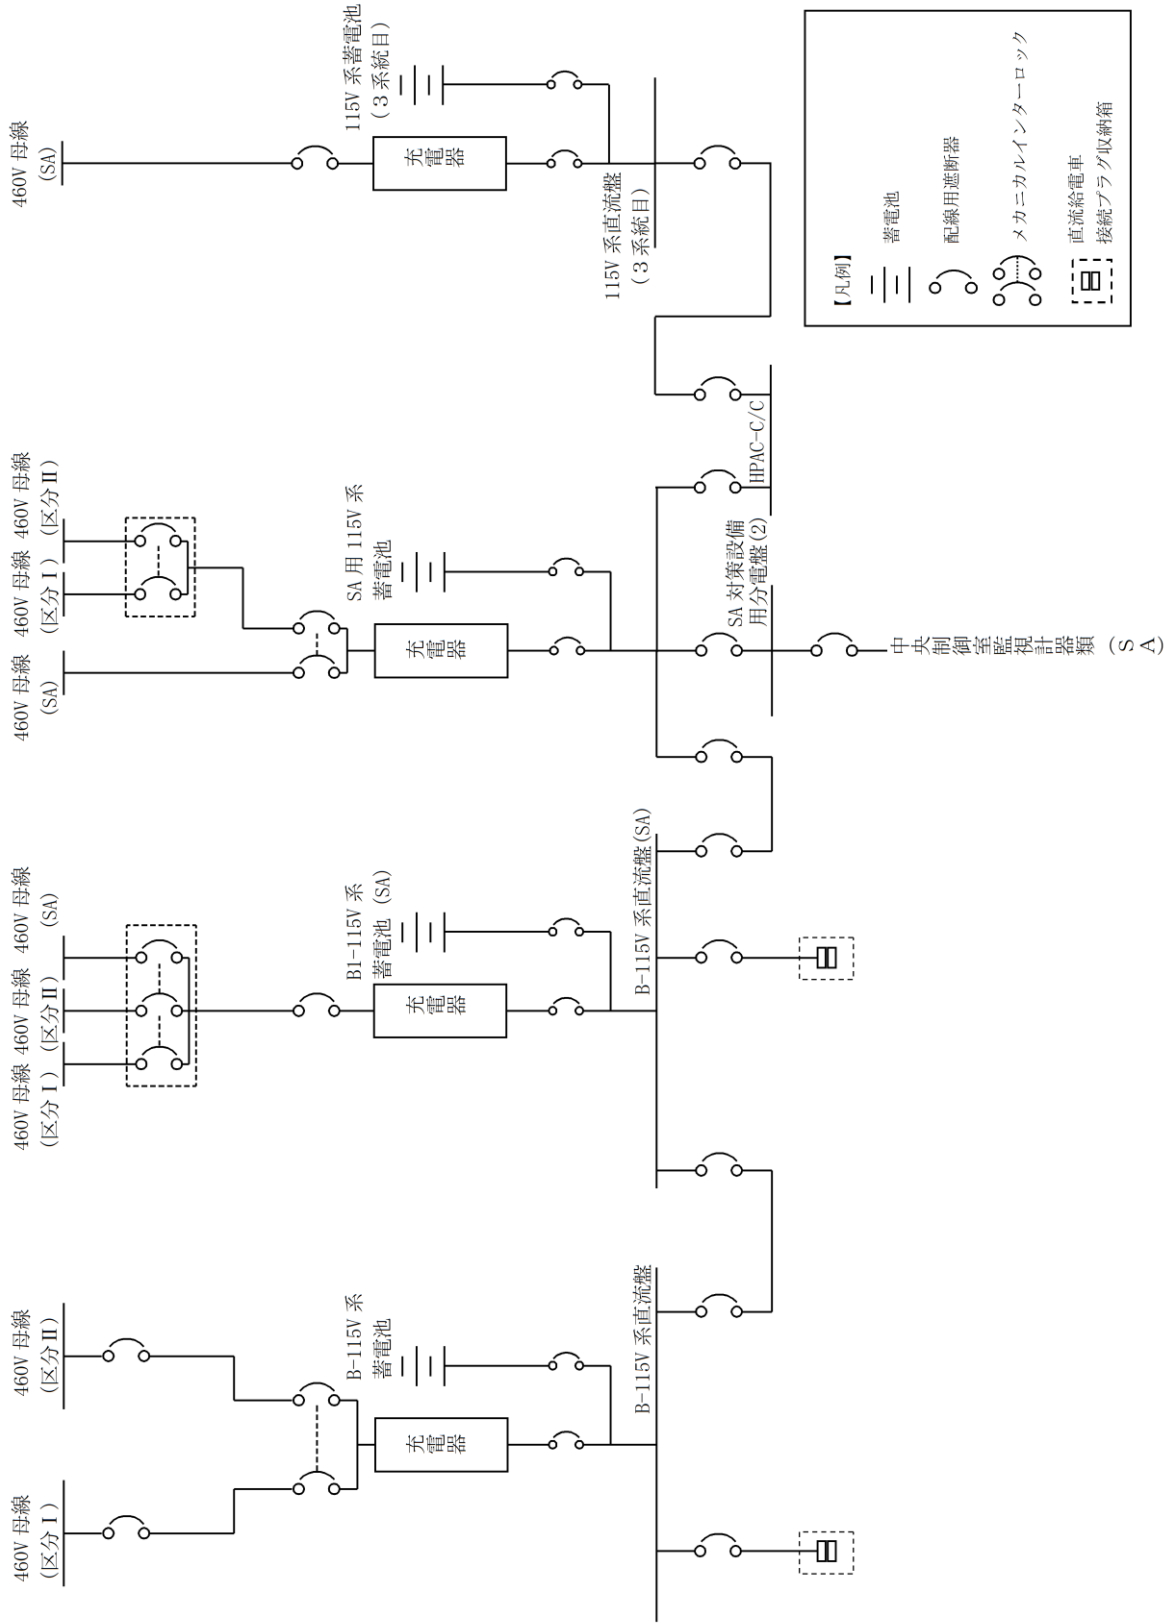 460V 母線
(区分Ⅰ)
460V 母線
(区分Ⅱ)
B-115V 系
蓄電池
充電器
B-115V 系直流盤
460V 母線
(区分Ⅰ)
460V 母線
(区分Ⅱ)
460V 母線
(SA)
B1-115V 系
蓄電池 (SA)
充電器
B-115V 系直流盤(SA)
460V 母線
(SA)
460V 母線
(区分Ⅰ)
460V 母線
(区分Ⅱ)
SA 用 115V 系
蓄電池
充電器
SA 対策設備
用分電盤(2)
中央制御室監視計器類 (SA)
HPAC-C/C
460V 母線
(SA)
115V 系蓄電池
(3系統目)
充電器
115V 系直流盤
(3系統目)
【凡例】
蓄電池
配線用遮断器
メカニカルインターロック
直流給電車
接続プラグ収納箱